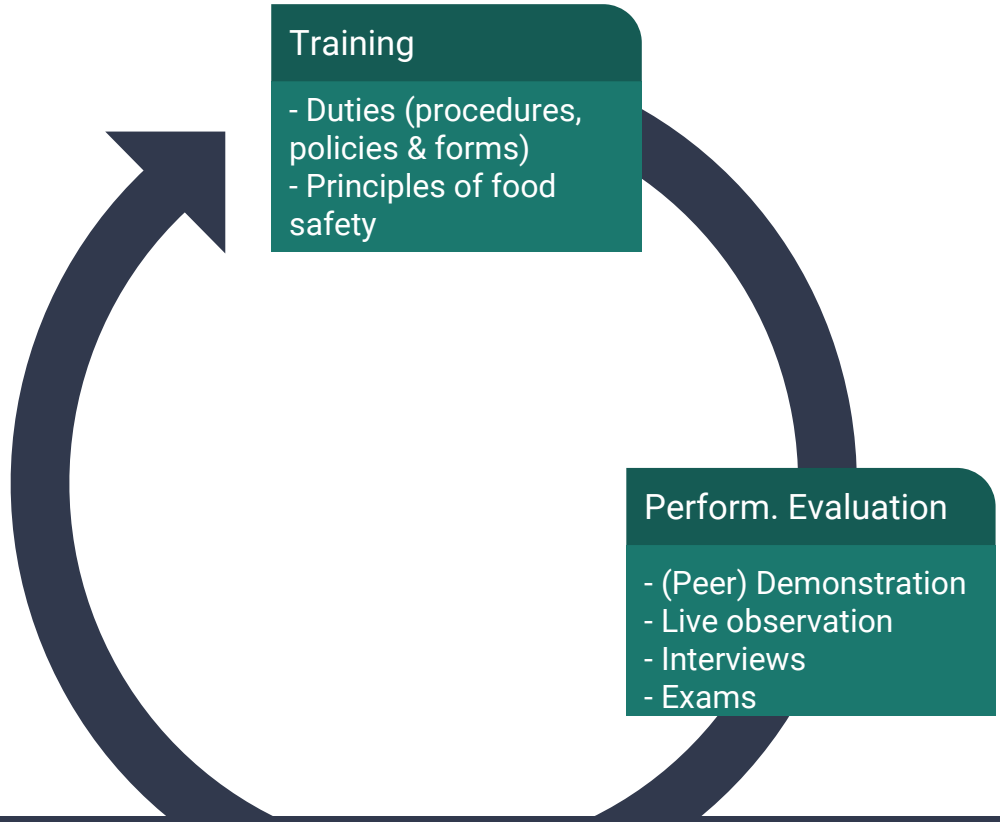 Training
- Duties (procedures,
policies & forms)
- Principles of food
safety
Perform. Evaluation
- (Peer) Demonstration
- Live observation
- Interviews
- Exams